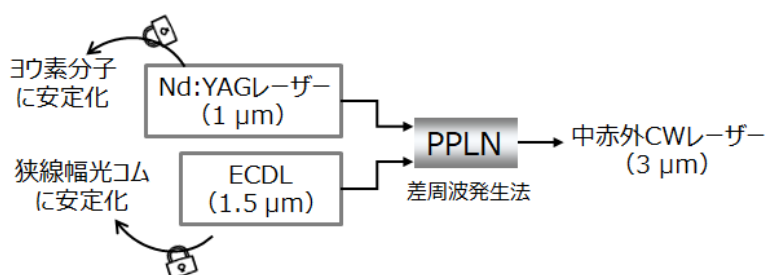 ヨウ素分子
に安定化
Nd:YAGレーザー
（1 μm）
狭線幅光コム
に安定化
ECDL
（1.5 μm）
PPLN
差周波発生法
中赤外CWレーザー
（3 μm）